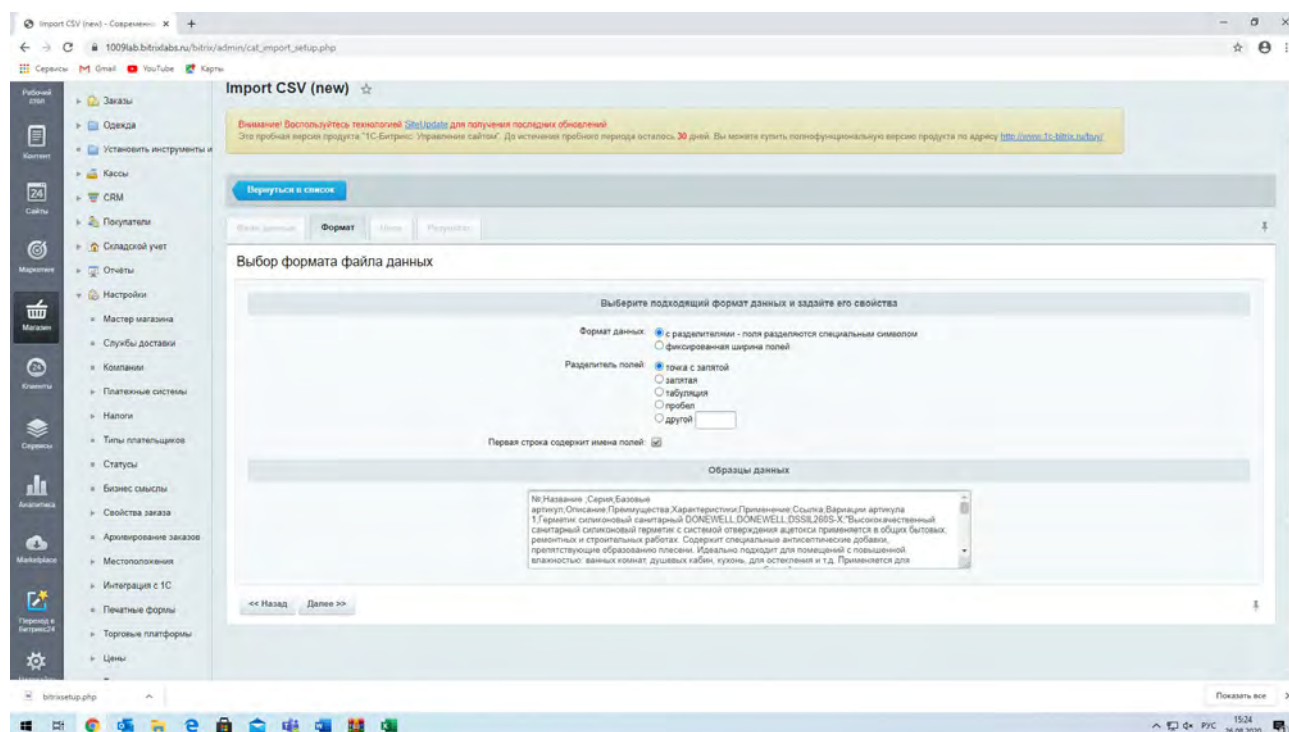 Import CSV (new) - Современн
1009lab.bitrixlabs.ru/bitrix/admin/cat_import_setup.php
Сервисы Gmail YouTube Карты
Рабочий стол
Контент
24
Сайты
Маркетинг
Магазин
24
Клиенты
Сервисы
Аналитика
Marketplace
Переход в Битрикс24
Заказы
Одежда
Установить инструменты и
Кассы
CRM
Покупатели
Складской учет
Отчёты
Настройки
Мастер магазина
Службы доставки
Компании
Платежные системы
Налоги
Типы плательщиков
Статусы
Бизнес смыслы
Свойства заказа
Архивирование заказов
Местоположения
Интеграция с 1С
Печатные формы
Торговые платформы
Цены
Import CSV (new)
Внимание! Воспользуйтесь технологией SiteUpdate для получения последних обновлений.
Это пробная версия продукта "1С-Битрикс: Управление сайтом". До истечения пробного периода осталось 30 дней. Вы можете купить полнофункциональную версию продукта по адресу http://www.1c-bitrix.ru/buy/.
Вернуться в список
Формат
Выбор формата файла данных
Выберите подходящий формат данных и задайте его свойства
Формат данных: с разделителями - поля разделяются специальным символом
фиксированная ширина полей
Разделитель полей: точка с запятой
запятая
табуляция
пробел
другой
Первая строка содержит имена полей:
Образцы данных
№;Название ;Серия;Базовые
артикул;Описание;Преимущества;Характеристики;Применение;Ссылка;Вариации артикула
1;Герметик силиконовый санитарный DONEWELL;DONEWELL;DSSIL260S-X;"Высококачественный
санитарный силиконовый герметик с системой отверждения ацетокси применяется в общих бытовых,
ремонтных и строительных работах. Содержит специальные антисептические добавки,
препятствующие образованию плесени. Идеально подходит для помещений с повышенной
влажностью: ванных комнат, душевых кабин, кухонь, для остекления и т.д. Применяется для
<< Назад Далее >>
bitrixsetup.php
Показать все
РУС 15:24